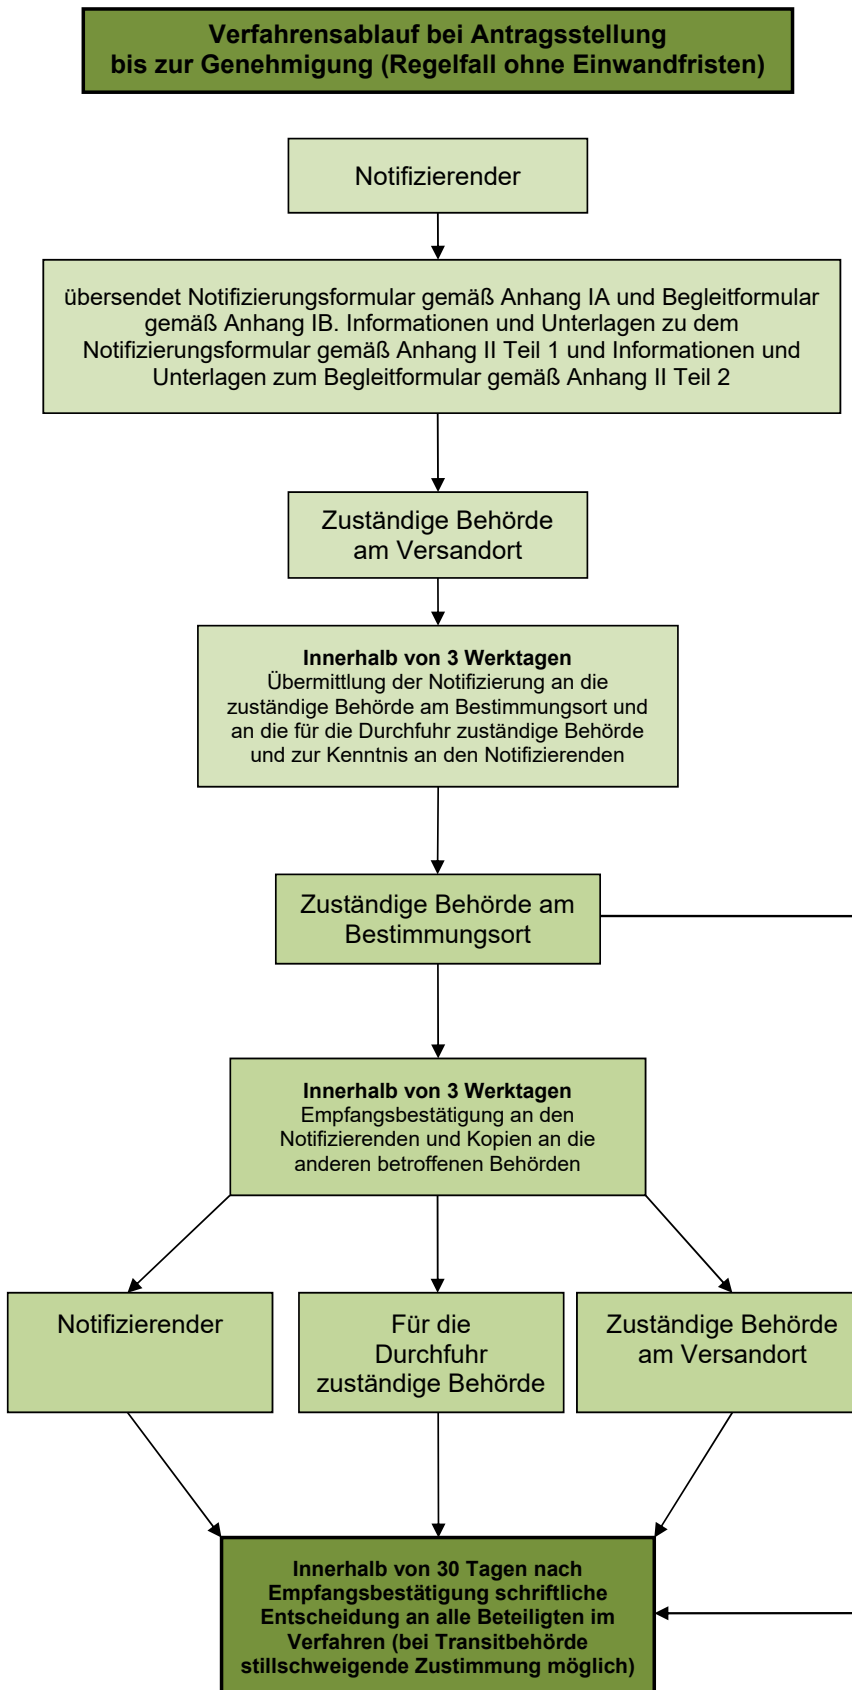 Verfahrensablauf bei Antragsstellung
bis zur Genehmigung (Regelfall ohne Einwandfristen)
Notifizierender
übersendet Notifizierungsformular gemäß Anhang IA und Begleitformular
gemäß Anhang IB. Informationen und Unterlagen zu dem
Notifizierungsformular gemäß Anhang II Teil 1 und Informationen und
Unterlagen zum Begleitformular gemäß Anhang II Teil 2
Zuständige Behörde
am Versandort
Innerhalb von 3 Werktagen
Übermittlung der Notifizierung an die
zuständige Behörde am Bestimmungsort und
an die für die Durchfuhr zuständige Behörde
und zur Kenntnis an den Notifizierenden
Zuständige Behörde am
Bestimmungsort
Innerhalb von 3 Werktagen
Empfangsbestätigung an den
Notifizierenden und Kopien an die
anderen betroffenen Behörden
Notifizierender
Für die
Durchfuhr
zuständige Behörde
Zuständige Behörde
am Versandort
Innerhalb von 30 Tagen nach
Empfangsbestätigung schriftliche
Entscheidung an alle Beteiligten im
Verfahren (bei Transitbehörde
stillschweigende Zustimmung möglich)